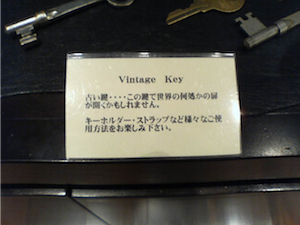 Vintage Key
古い鍵・・・・この鍵で世界の何処かの扉
が開くかもしれません。
キーホルダー・ストラップなど様々なご使
用方法をお楽しみ下さい。